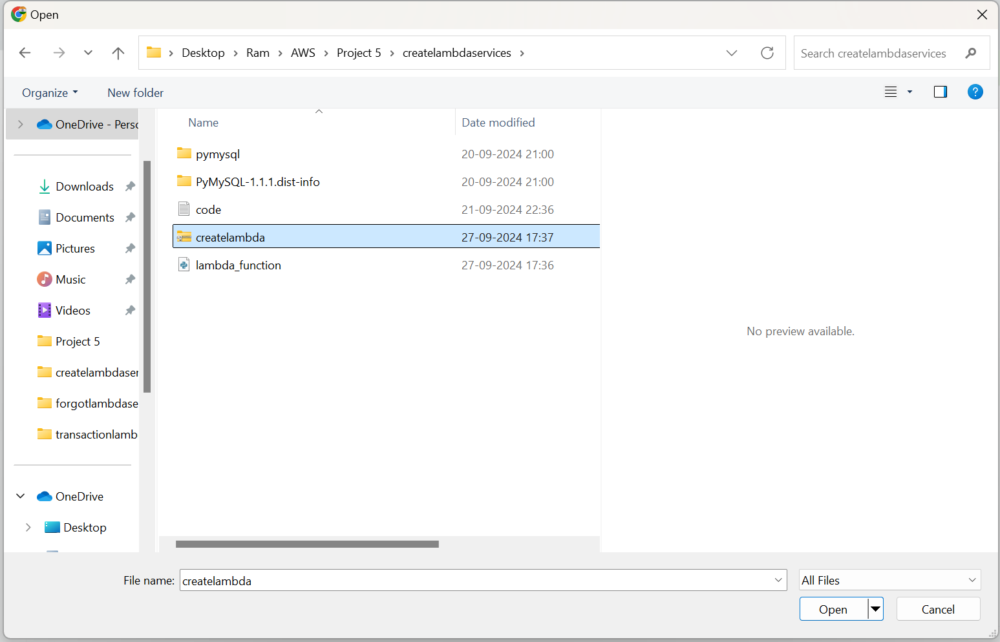 Open
Desktop > Ram > AWS > Project 5 > createlambdaservices >
Search createlambdaservices
Organize
New folder
?
OneDrive - Perso
Downloads
Documents
Pictures
Music
Videos
Project 5
createlambdaser
forgotlambdase
transactionlamb
OneDrive
Desktop
Name
Date modified
pymysql 20-09-2024 21:00
PyMySQL-1.1.1.dist-info 20-09-2024 21:00
code 21-09-2024 22:36
createlambda 27-09-2024 17:37
lambda_function 27-09-2024 17:36
No preview available.
File name: createlambda
All Files
Open
Cancel